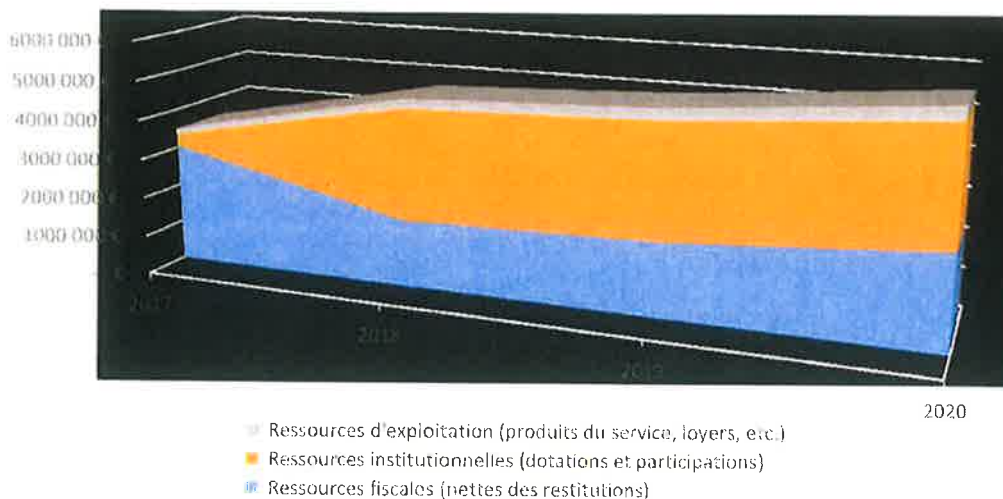 6000 000 €
5000 000 €
4000 000 €
3000 000 €
2000 000 €
1000 000 €
- €
2017
2018
2019
2020
Ressources d'exploitation (produits du service, loyers, etc.)
Ressources institutionnelles (dotations et participations)
Ressources fiscales (nettes des restitutions)